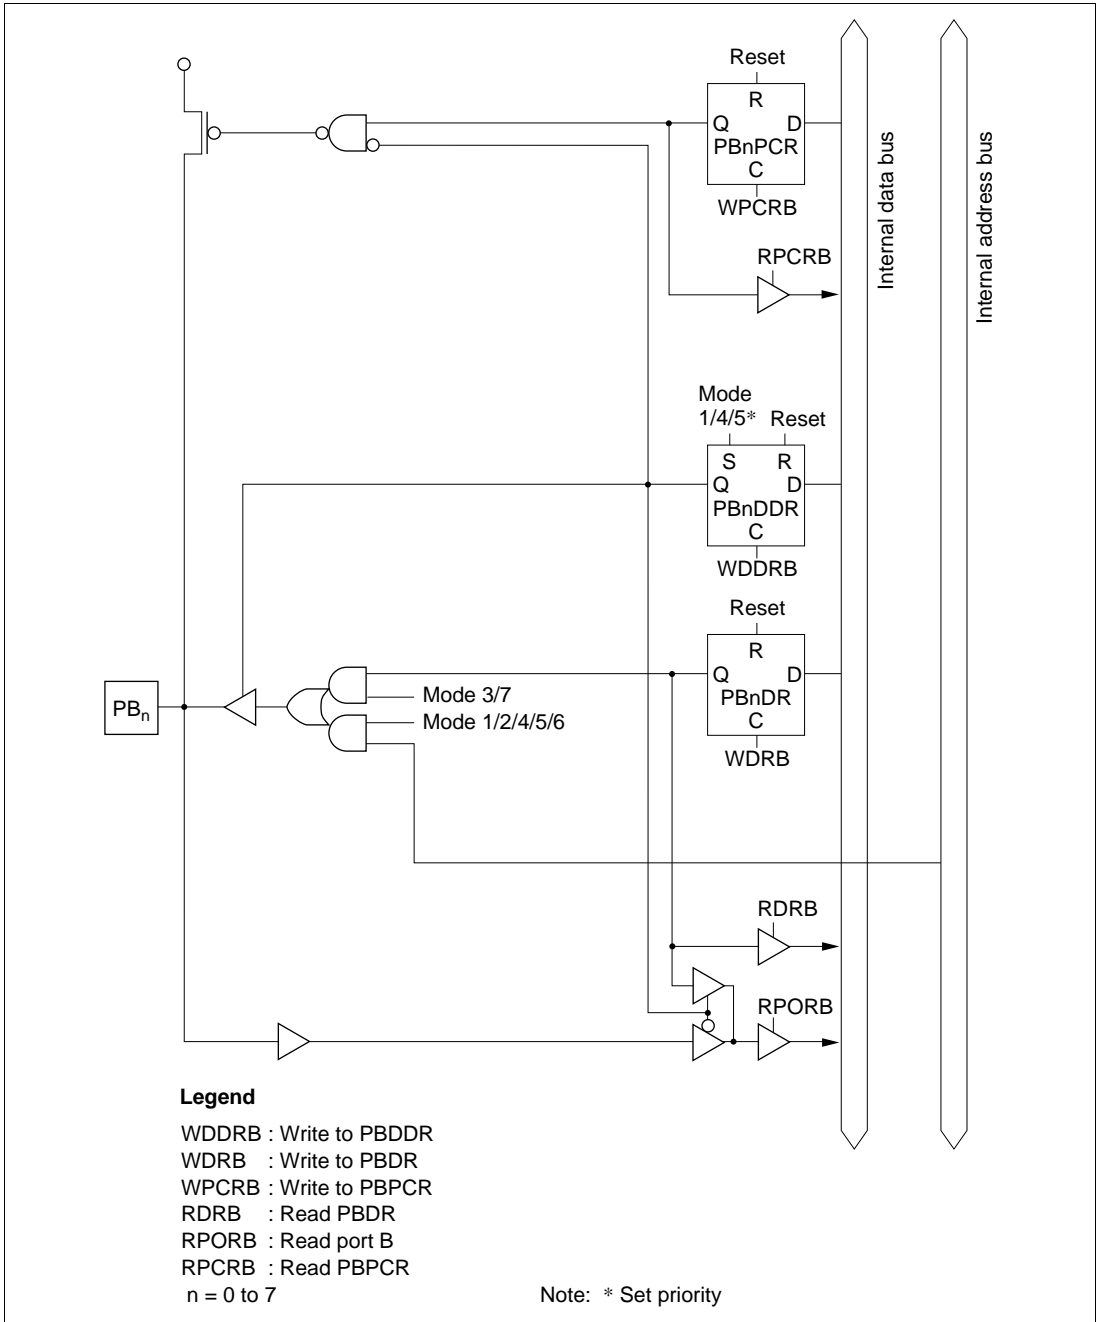 Reset
R
Q D
PBnPCR
C
WPCRB
RPCRB
Internal data bus
Internal address bus
Mode
1/4/5* Reset
S R
Q D
PBnDDR
C
WDDRB
Reset
R
Q D
PBnDR
C
WDRB
PBn
Mode 3/7
Mode 1/2/4/5/6
RDRB
RPORB
Legend
WDDRB : Write to PBDDR
WDRB : Write to PBDR
WPCRB : Write to PBPCR
RDRB : Read PBDR
RPORB : Read port B
RPCRB : Read PBPCR
n = 0 to 7
Note: * Set priority